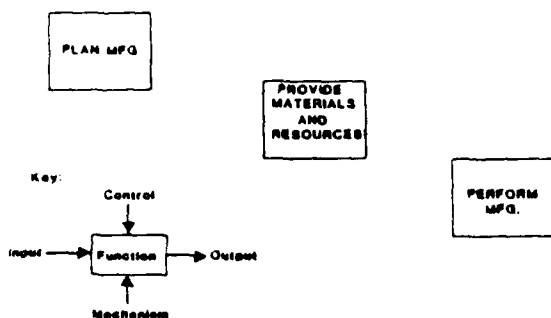 PLAN MFG
PROVIDE
MATERIALS
AND
RESOURCES
PERFORM
MFG.
Key:
Control
Input
Function
Output
Mechanism